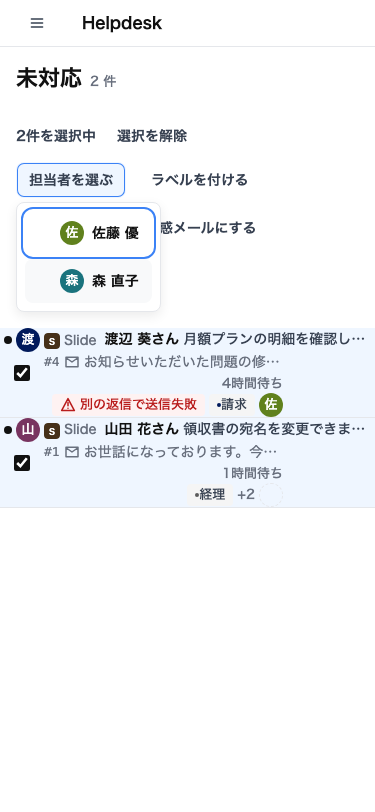 Helpdesk
未対応 2 件
2件を選択中 選択を解除
担当者を選ぶ ラベルを付ける
惑メールにする
佐 佐藤 優
森 森 直子
渡 s Slide 渡辺 葵さん 月額プランの明細を確認し…
#4 お知らせいただいた問題の修…
4時間待ち
別の返信で送信失敗 •請求 佐
山 s Slide 山田 花さん 領収書の宛名を変更できま…
#1 お世話になっております。今…
1時間待ち
•経理 +2